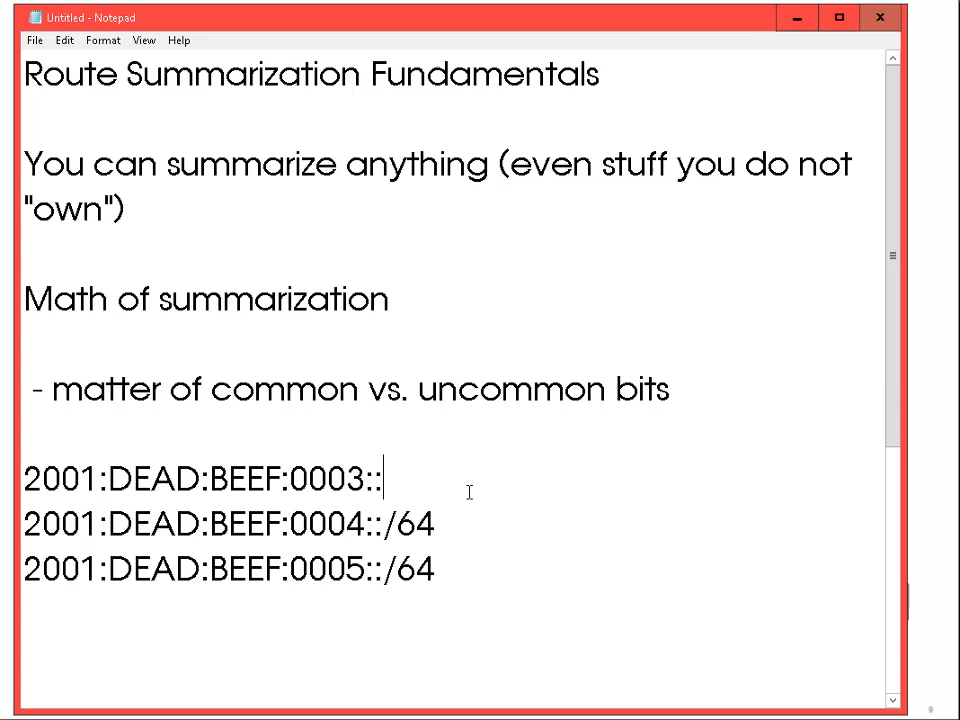 Untitled - Notepad
File Edit Format View Help
Route Summarization Fundamentals
You can summarize anything (even stuff you do not
"own")
Math of summarization
- matter of common vs. uncommon bits
2001:DEAD:BEEF:0003::
2001:DEAD:BEEF:0004::/64
2001:DEAD:BEEF:0005::/64